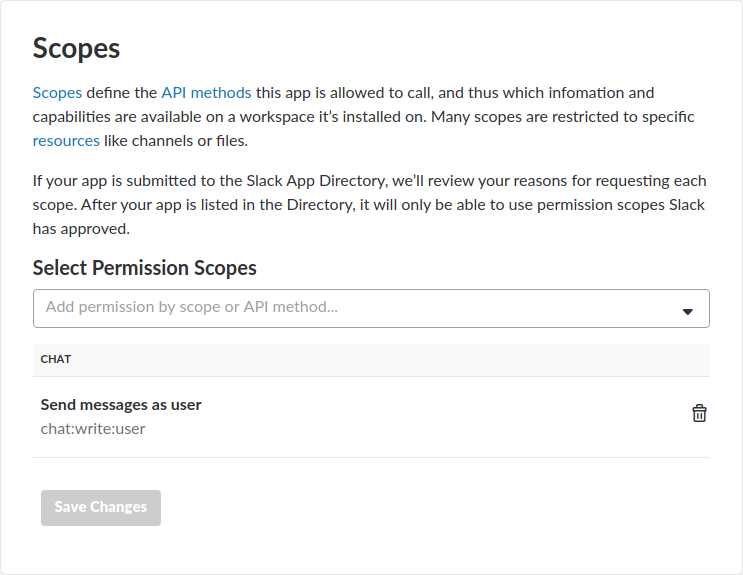 Scopes
Scopes define the API methods this app is allowed to call, and thus which infomation and
capabilities are available on a workspace it’s installed on. Many scopes are restricted to specific
resources like channels or files.
If your app is submitted to the Slack App Directory, we’ll review your reasons for requesting each
scope. After your app is listed in the Directory, it will only be able to use permission scopes Slack
has approved.
Select Permission Scopes
Add permission by scope or API method...
CHAT
Send messages as user
chat:write:user
Save Changes